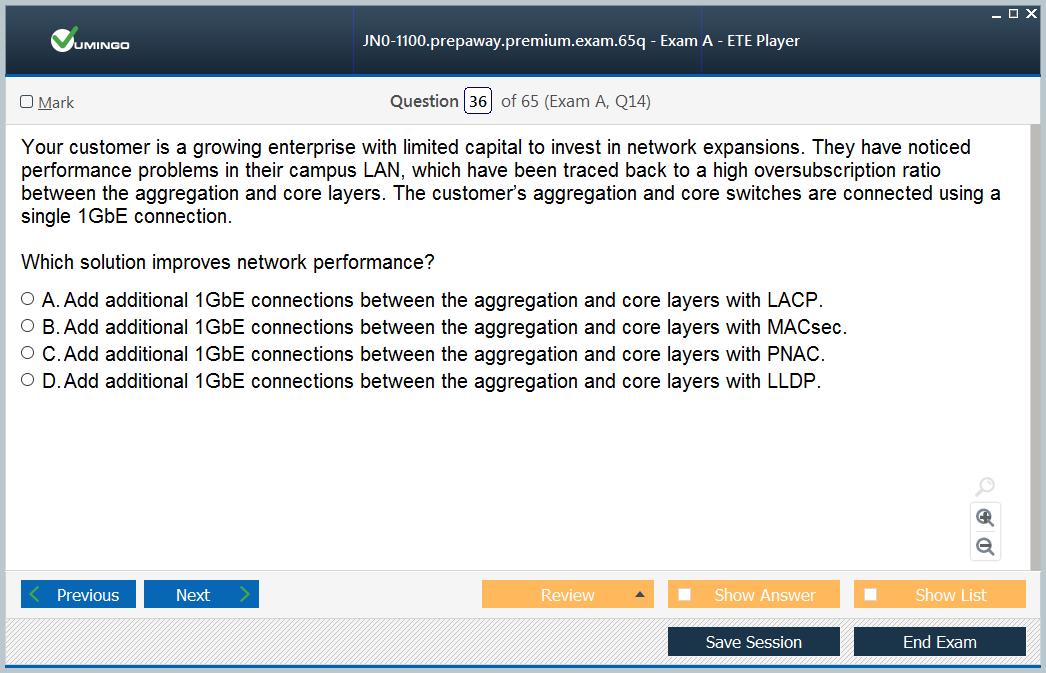 VUMINGO
JN0-1100.prepaway.premium.exam.65q - Exam A - ETE Player
Mark
Question 36 of 65 (Exam A, Q14)
Your customer is a growing enterprise with limited capital to invest in network expansions. They have noticed
performance problems in their campus LAN, which have been traced back to a high oversubscription ratio
between the aggregation and core layers. The customer's aggregation and core switches are connected using a
single 1GbE connection.
Which solution improves network performance?
A. Add additional 1GbE connections between the aggregation and core layers with LACP.
B. Add additional 1GbE connections between the aggregation and core layers with MACsec.
C. Add additional 1GbE connections between the aggregation and core layers with PNAC.
D. Add additional 1GbE connections between the aggregation and core layers with LLDP.
Previous
Next
Review
Show Answer
Show List
Save Session
End Exam